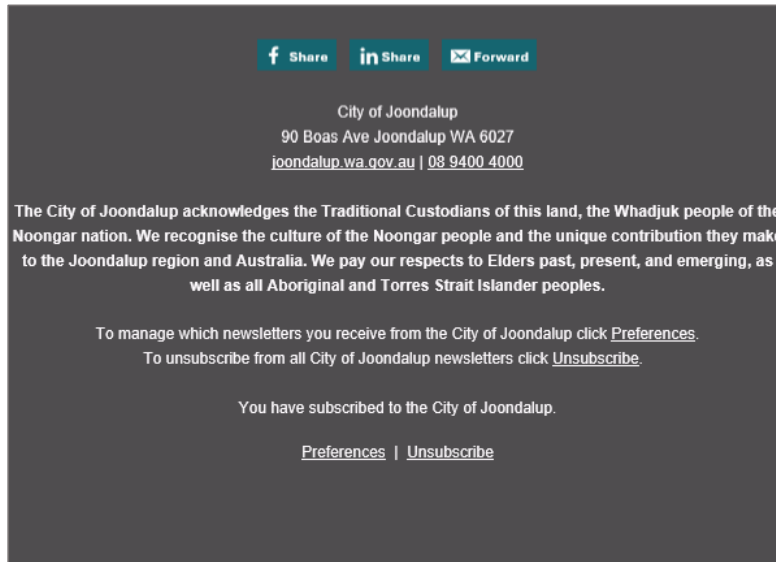 f Share in Share Forward
City of Joondalup
90 Boas Ave Joondalup WA 6027
joondalup.wa.gov.au | 08 9400 4000
The City of Joondalup acknowledges the Traditional Custodians of this land, the Whadjuk people of the
Noongar nation. We recognise the culture of the Noongar people and the unique contribution they make
to the Joondalup region and Australia. We pay our respects to Elders past, present, and emerging, as
well as all Aboriginal and Torres Strait Islander peoples.
To manage which newsletters you receive from the City of Joondalup click Preferences.
To unsubscribe from all City of Joondalup newsletters click Unsubscribe.
You have subscribed to the City of Joondalup.
Preferences | Unsubscribe